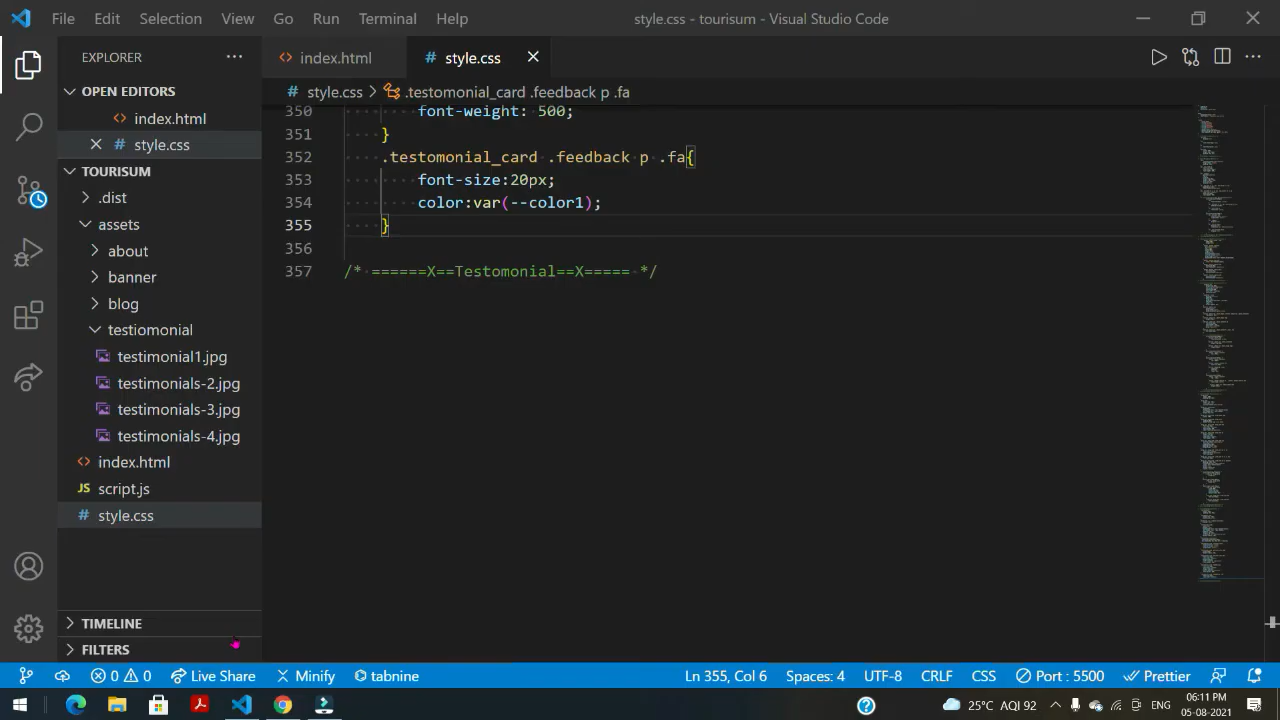 File Edit Selection View Go Run Terminal Help style.css - tourisum - Visual Studio Code
EXPLORER
OPEN EDITORS
index.html
style.css
TOURISUM
.dist
assets
about
banner
blog
testiomonial
testimonial1.jpg
testimonials-2.jpg
testimonials-3.jpg
testimonials-4.jpg
index.html
JS script.js
# style.css
TIMELINE
FILTERS
index.html # style.css
# style.css > .testomonial_card .feedback p .fa
350 font-weight: 500;
351 }
352 .testomonial_card .feedback p .fa{
353 font-size:20px;
354 color:var(--color1);
355 }
356
357 /* ======X==Testomonial==X===== */
0 0 Live Share Minify tabnine Ln 355, Col 6 Spaces: 4 UTF-8 CRLF CSS Port : 5500 Prettier
25°C AQI 32 ENG 06:11 PM
05-08-2021